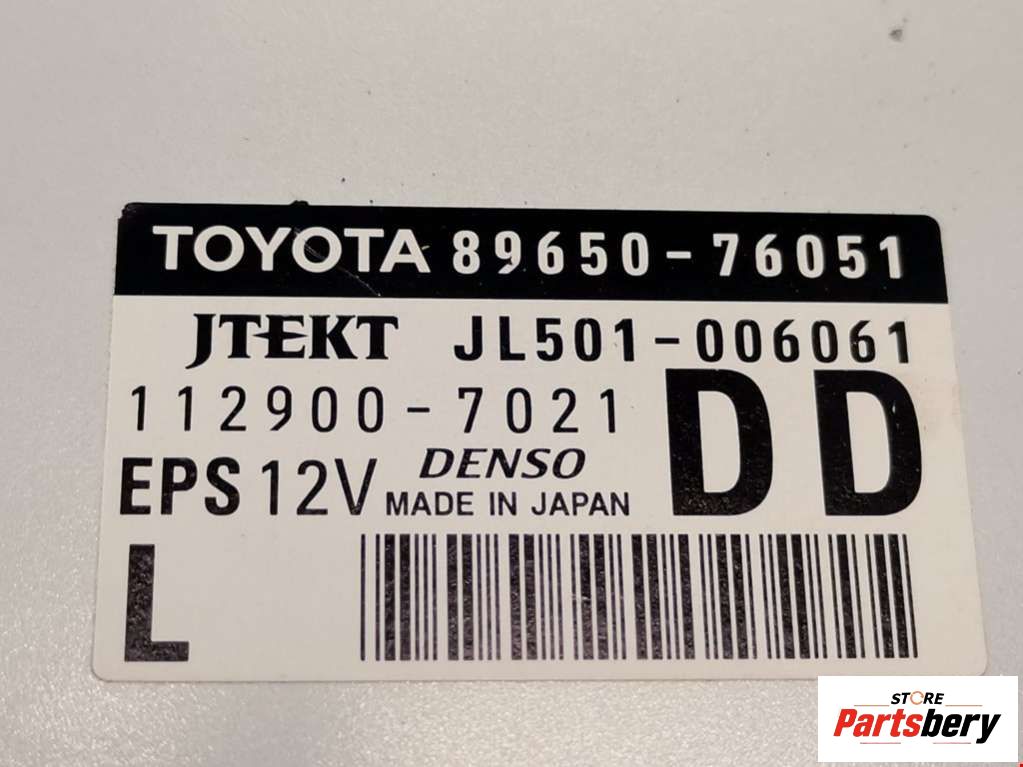 TOYOTA 89650-76051
JTEKT JL501-006061
112900-7021
DD
EPS 12V DENSO
MADE IN JAPAN
L
STORE
Partsbery